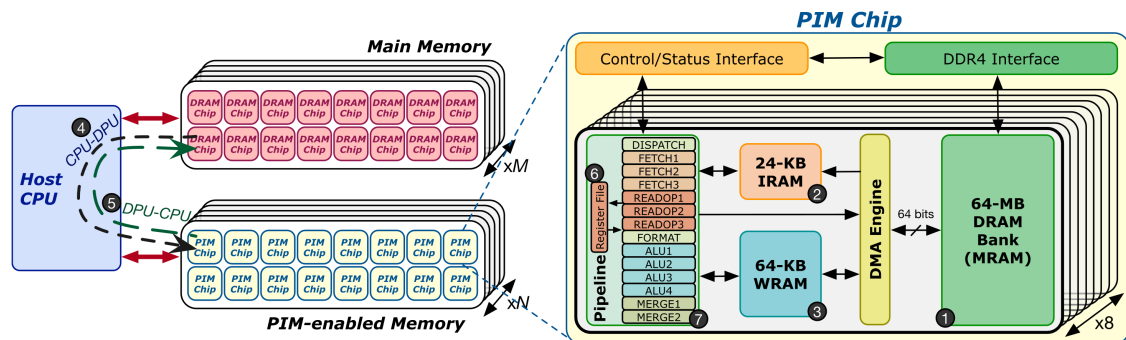 Main Memory
DRAM DRAM DRAM DRAM DRAM DRAM DRAM DRAM
Chip Chip Chip Chip Chip Chip Chip Chip
DRAM DRAM DRAM DRAM DRAM DRAM DRAM DRAM
Chip Chip Chip Chip Chip Chip Chip Chip
xM
4
CPU-DPU
Host
CPU
5
DPU-CPU
PIM PIM PIM PIM PIM PIM PIM PIM
Chip Chip Chip Chip Chip Chip Chip Chip
PIM PIM PIM PIM PIM PIM PIM PIM
Chip Chip Chip Chip Chip Chip Chip Chip
xN
PIM-enabled Memory
PIM Chip
Control/Status Interface
DDR4 Interface
Pipeline
6
Register File
DISPATCH
FETCH1
FETCH2
FETCH3
READOP1
READOP2
READOP3
FORMAT
ALU1
ALU2
ALU3
ALU4
MERGE1
MERGE2
7
24-KB
IRAM
2
64-KB
WRAM
3
DMA Engine
64 bits
64-MB
DRAM
Bank
(MRAM)
1
x8